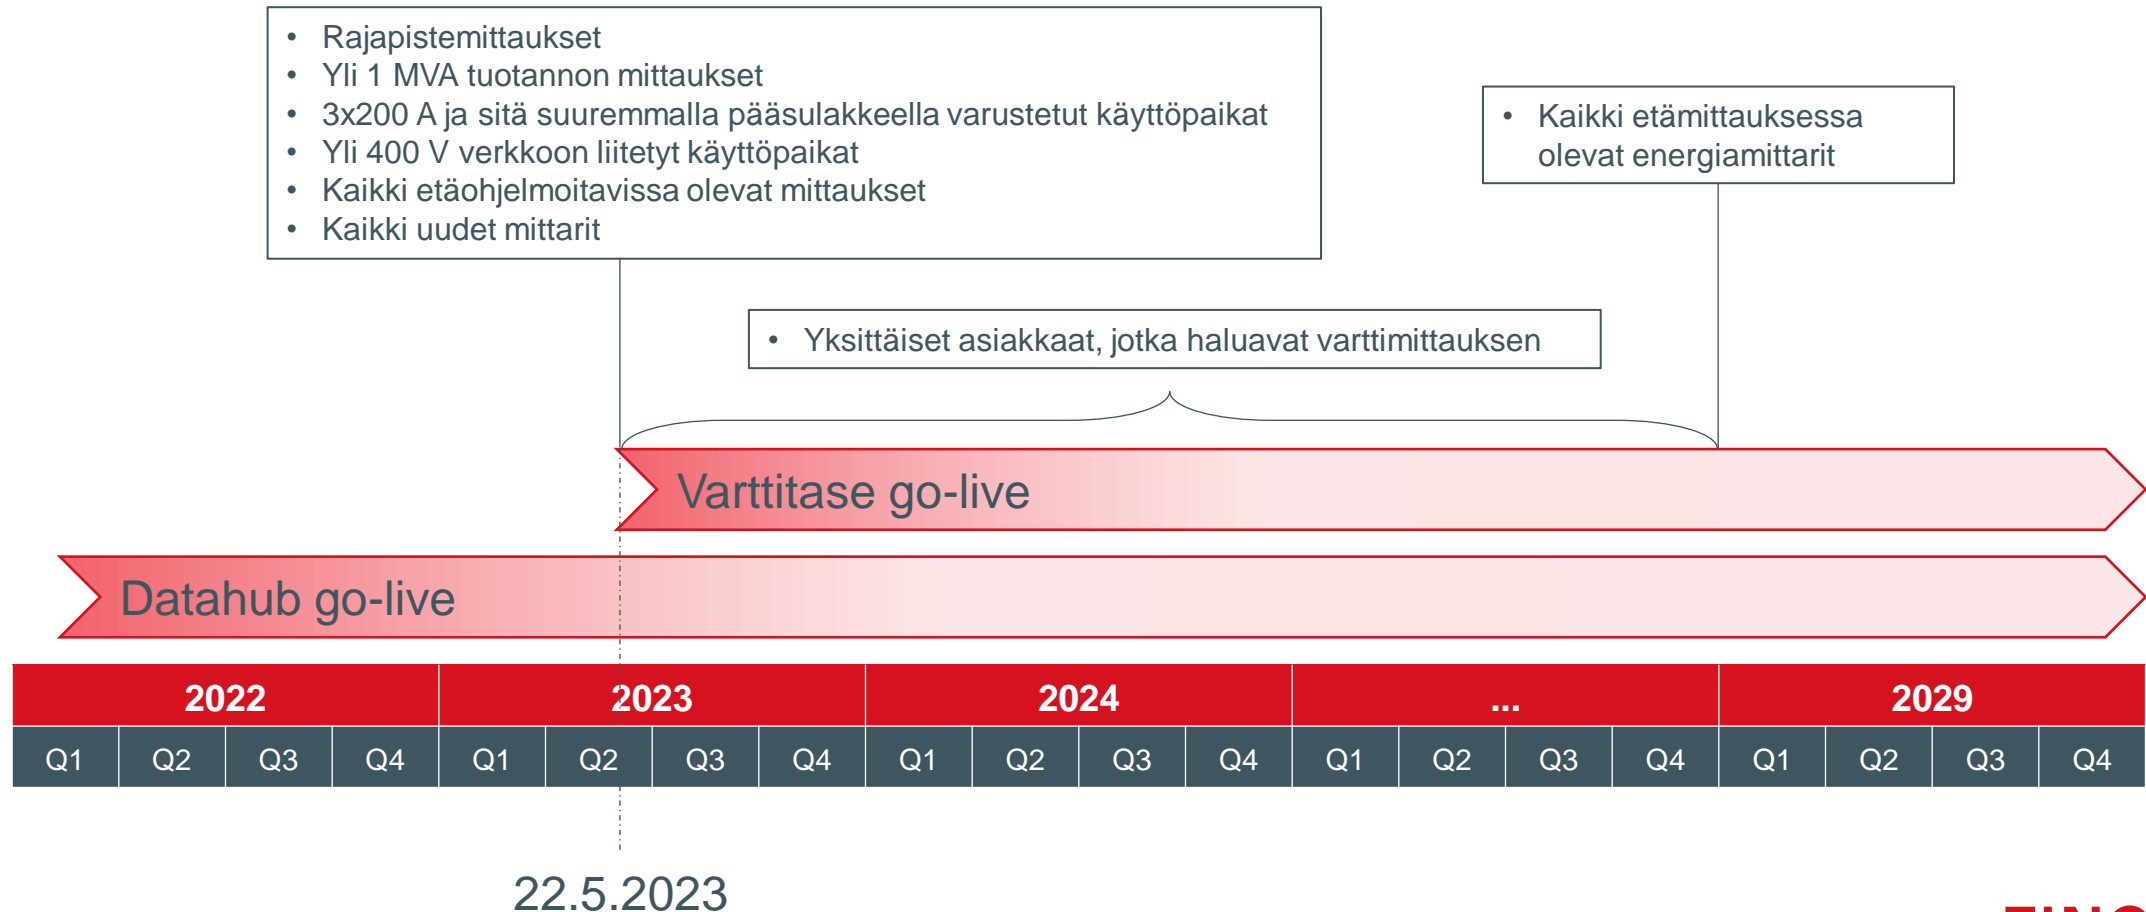 • Rajapistemittaukset
• Yli 1 MVA tuotannon mittaukset
• 3x200 A ja sitä suuremmalla pääsulakkeella varustetut käyttöpaikat
• Yli 400 V verkkoon liitetyt käyttöpaikat
• Kaikki etäohjelmoitavissa olevat mittaukset
• Kaikki uudet mittarit
• Kaikki etämittauksessa
olevat energiamittarit
• Yksittäiset asiakkaat, jotka haluavat varttimittauksen
Varttitase go-live
Datahub go-live
2022 2023 2024 ... 2029
Q1 Q2 Q3 Q4 Q1 Q2 Q3 Q4 Q1 Q2 Q3 Q4 Q1 Q2 Q3 Q4 Q1 Q2 Q3 Q4
22.5.2023